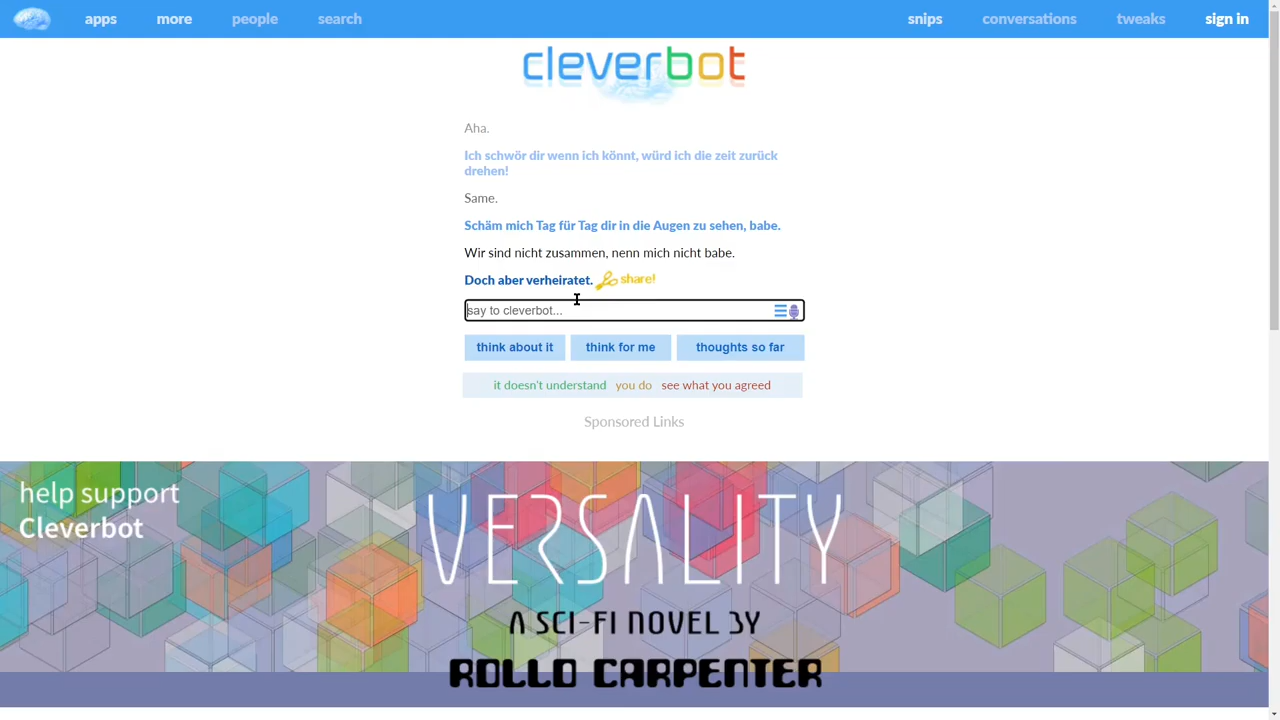 apps more people search snips conversations tweaks sign in
cleverbot
Aha.
Ich schwör dir wenn ich könnt, würd ich die zeit zurück
drehen!
Same.
Schäm mich Tag für Tag dir in die Augen zu sehen, babe.
Wir sind nicht zusammen, nenn mich nicht babe.
Doch aber verheiratet. share!
say to cleverbot...
think about it think for me thoughts so far
it doesn't understand you do see what you agreed
Sponsored Links
help support
Cleverbot
VERSALITY
A SCI-FI NOVEL BY
ROLLO CARPENTER